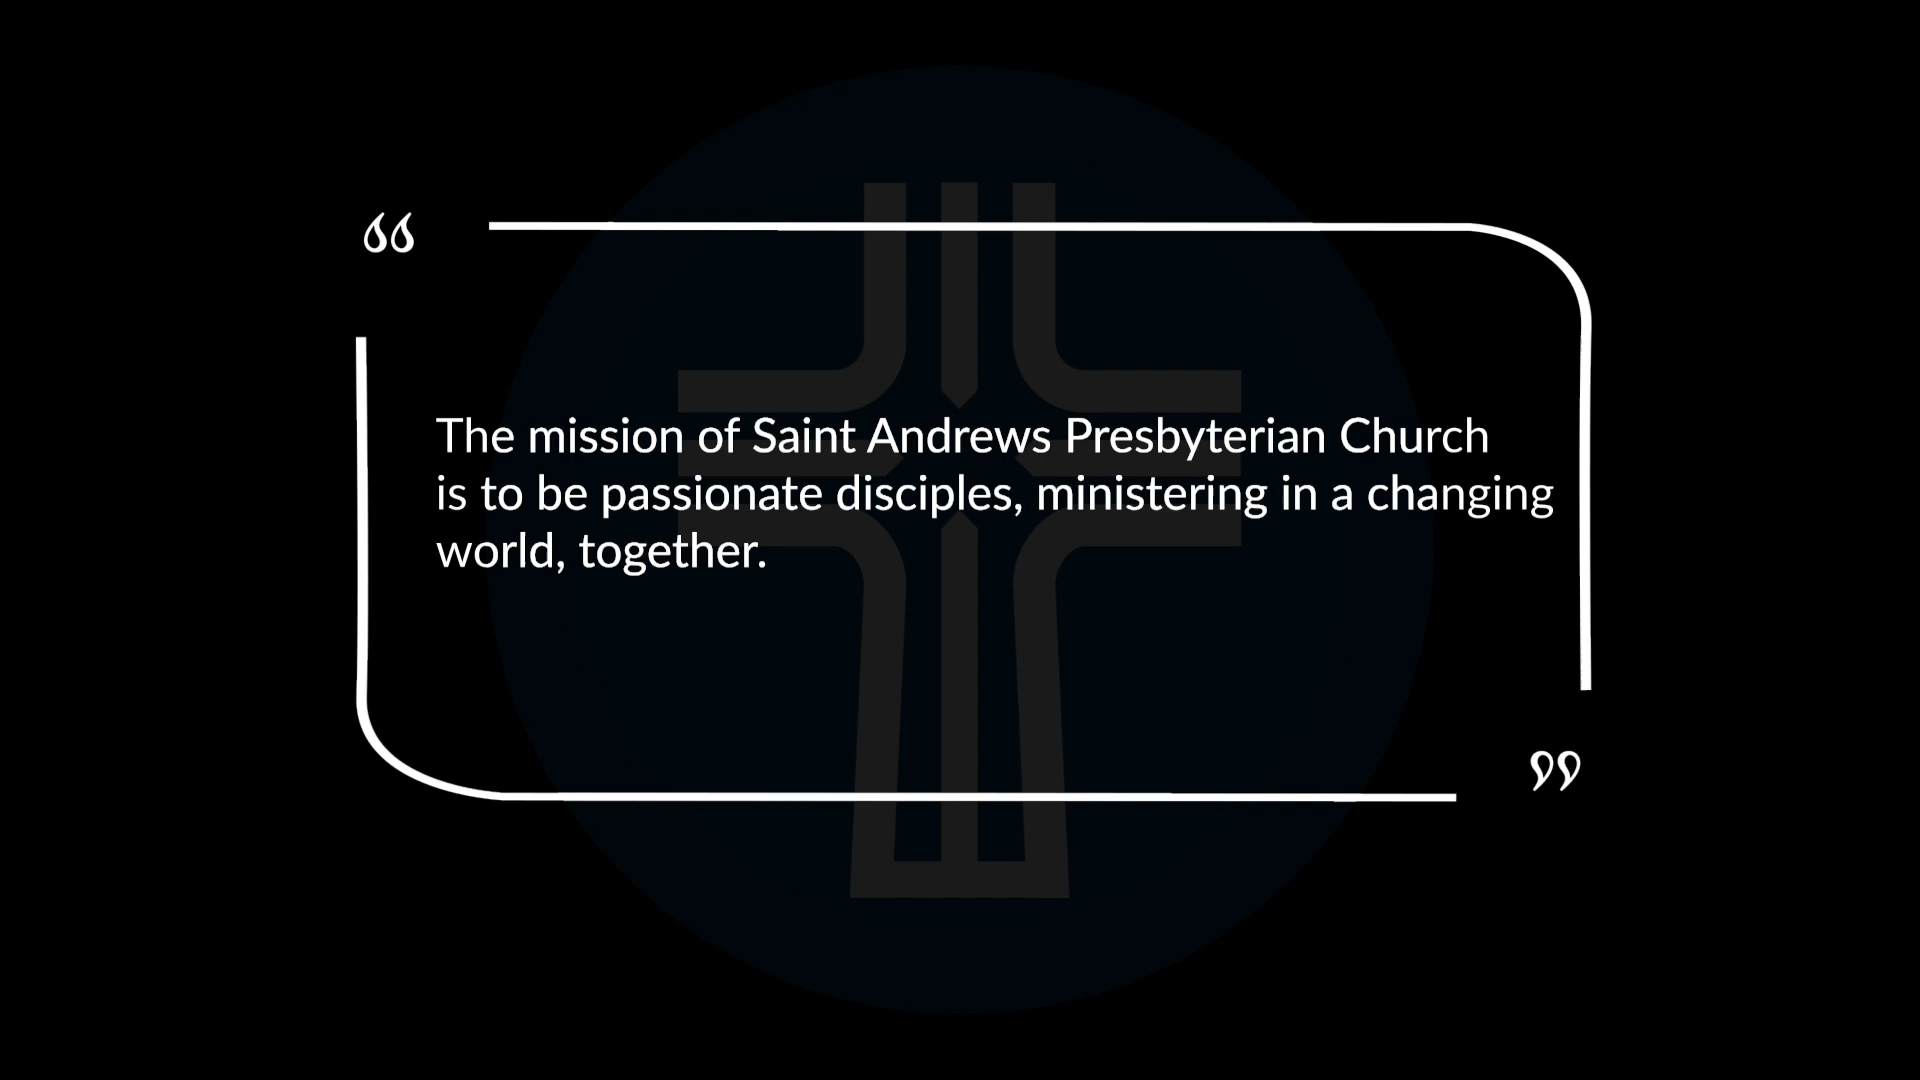 “
The mission of Saint Andrews Presbyterian Church
is to be passionate disciples, ministering in a changing
world, together.
”